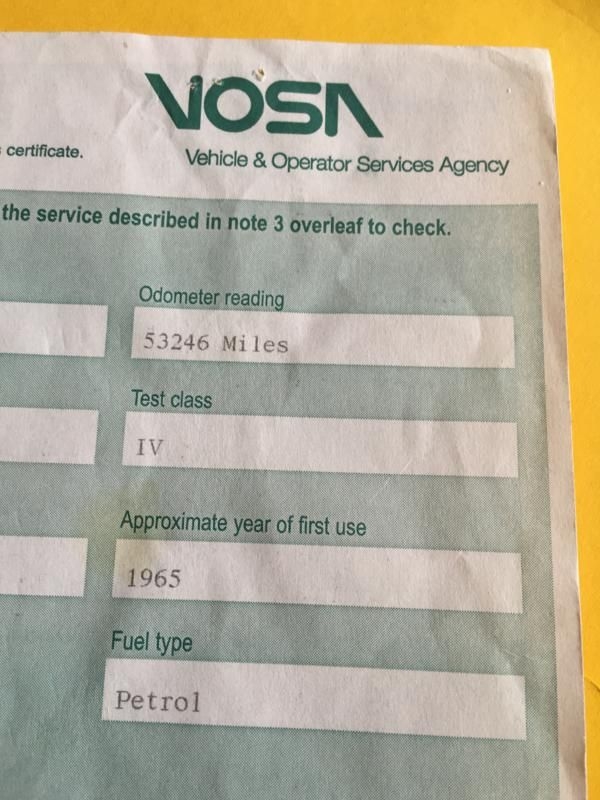 VOSA
certificate.
Vehicle & Operator Services Agency
the service described in note 3 overleaf to check.
Odometer reading
53246 Miles
Test class
IV
Approximate year of first use
1965
Fuel type
Petrol